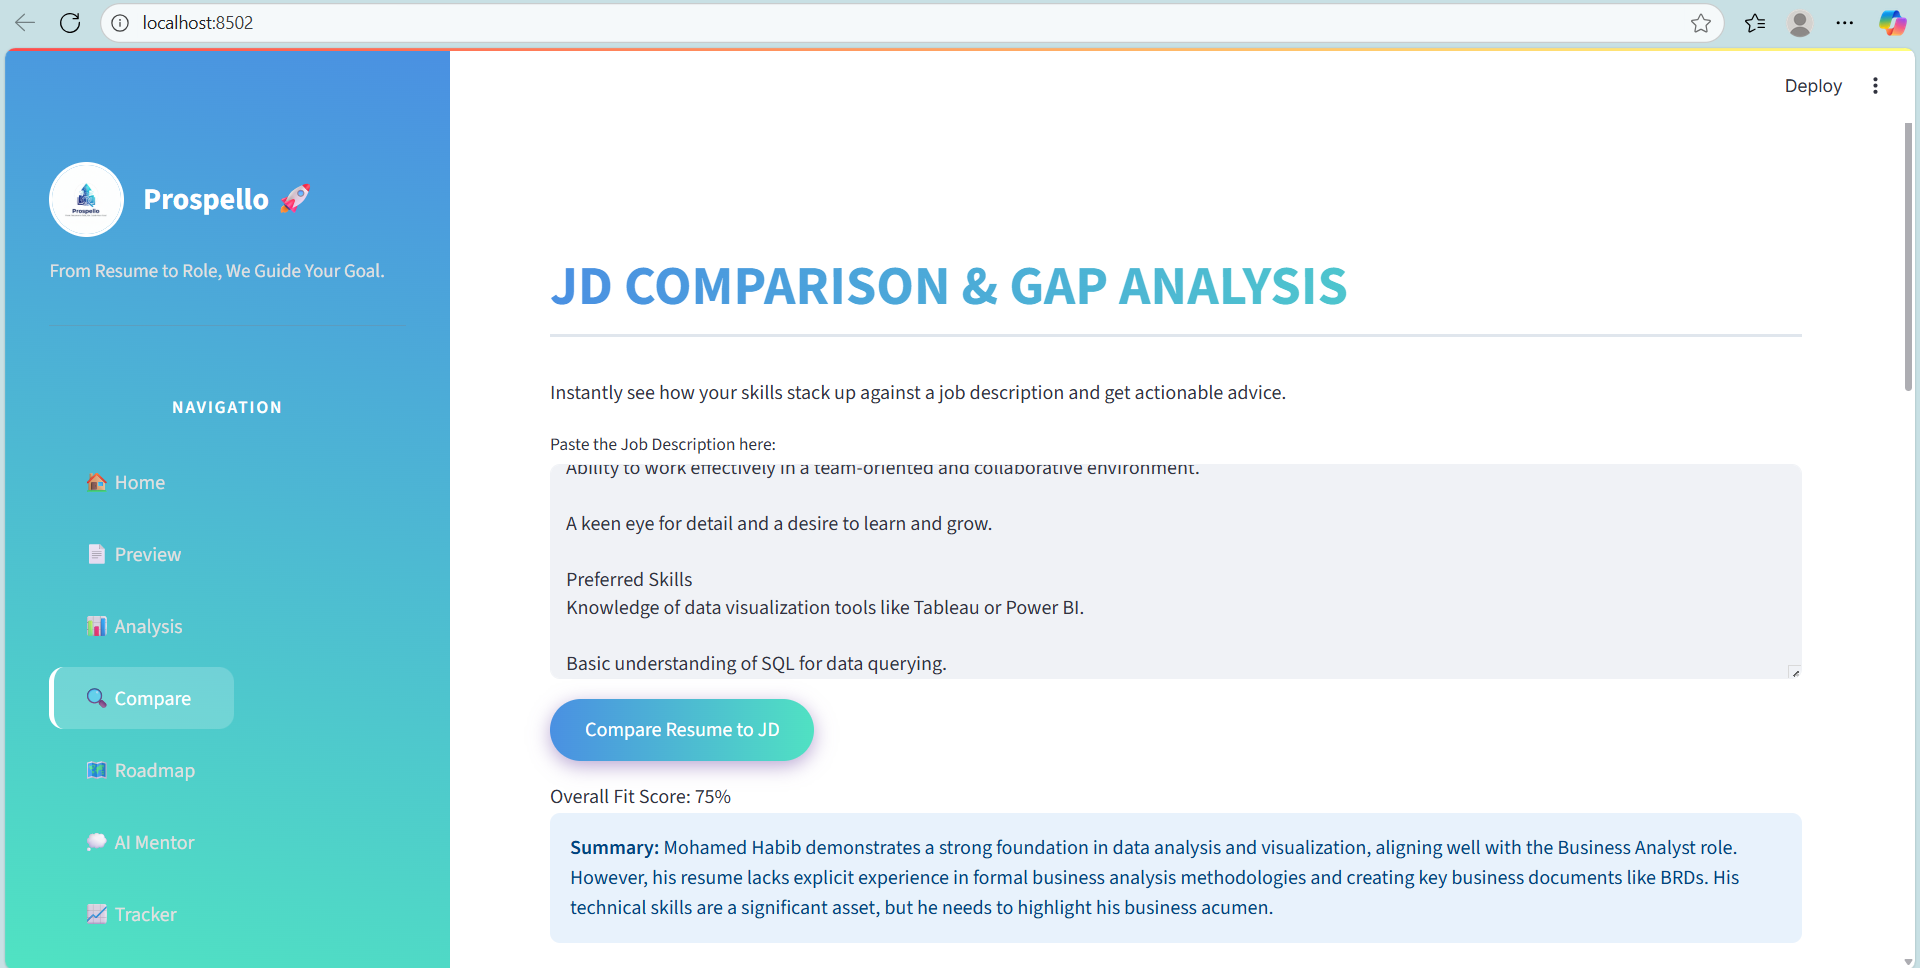 localhost:8502
Deploy
Prospello
Prospello 🚀
From Resume to Role, We Guide Your Goal.
NAVIGATION
🏠 Home
📄 Preview
📊 Analysis
🔍 Compare
🗺️ Roadmap
💭 AI Mentor
📈 Tracker
JD COMPARISON & GAP ANALYSIS
Instantly see how your skills stack up against a job description and get actionable advice.
Paste the Job Description here:
Ability to work effectively in a team-oriented and collaborative environment.
A keen eye for detail and a desire to learn and grow.
Preferred Skills
Knowledge of data visualization tools like Tableau or Power BI.
Basic understanding of SQL for data querying.
Compare Resume to JD
Overall Fit Score: 75%
Summary: Mohamed Habib demonstrates a strong foundation in data analysis and visualization, aligning well with the Business Analyst role.
However, his resume lacks explicit experience in formal business analysis methodologies and creating key business documents like BRDs. His
technical skills are a significant asset, but he needs to highlight his business acumen.